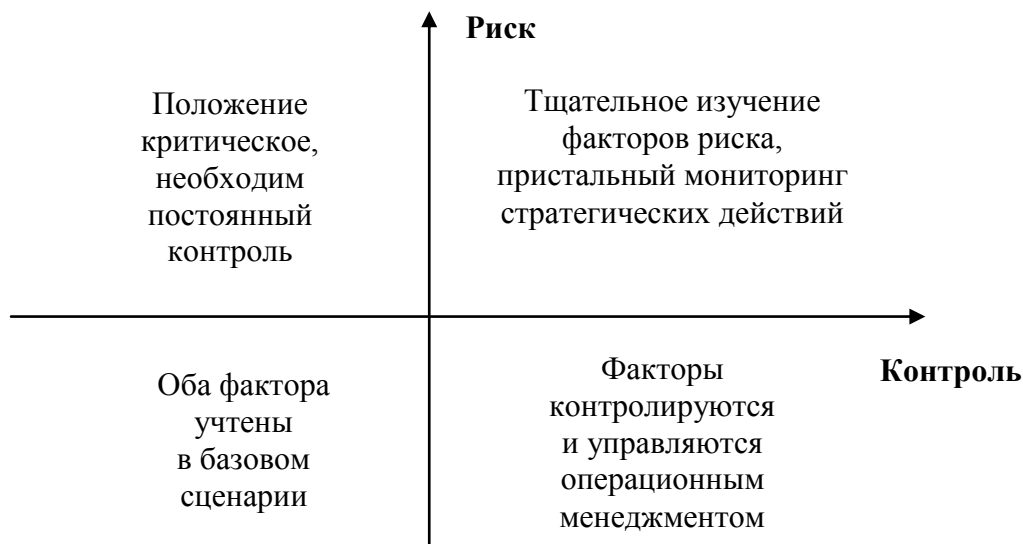 Риск
Положение
критическое,
необходим
постоянный
контроль
Тщательное изучение
факторов риска,
пристальный мониторинг
стратегических действий
Оба фактора
учтены
в базовом
сценарии
Факторы
контролируются
и управляются
операционным
менеджментом
Контроль